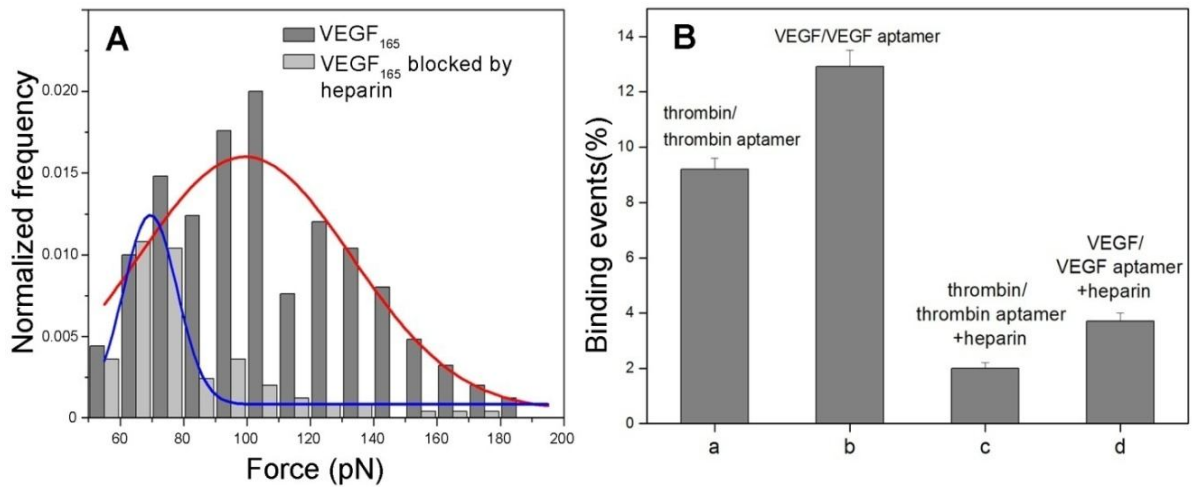 A
VEGF165
VEGF165 blocked by
heparin
Normalized frequency
0.020
0.015
0.010
0.005
0
60 80 100 120 140 160 180 200
Force (pN)
B
Binding events(%)
14
12
10
8
6
4
2
0
thrombin/
thrombin aptamer
VEGF/VEGF aptamer
thrombin/
thrombin aptamer
+heparin
VEGF/
VEGF aptamer
+heparin
a b c d